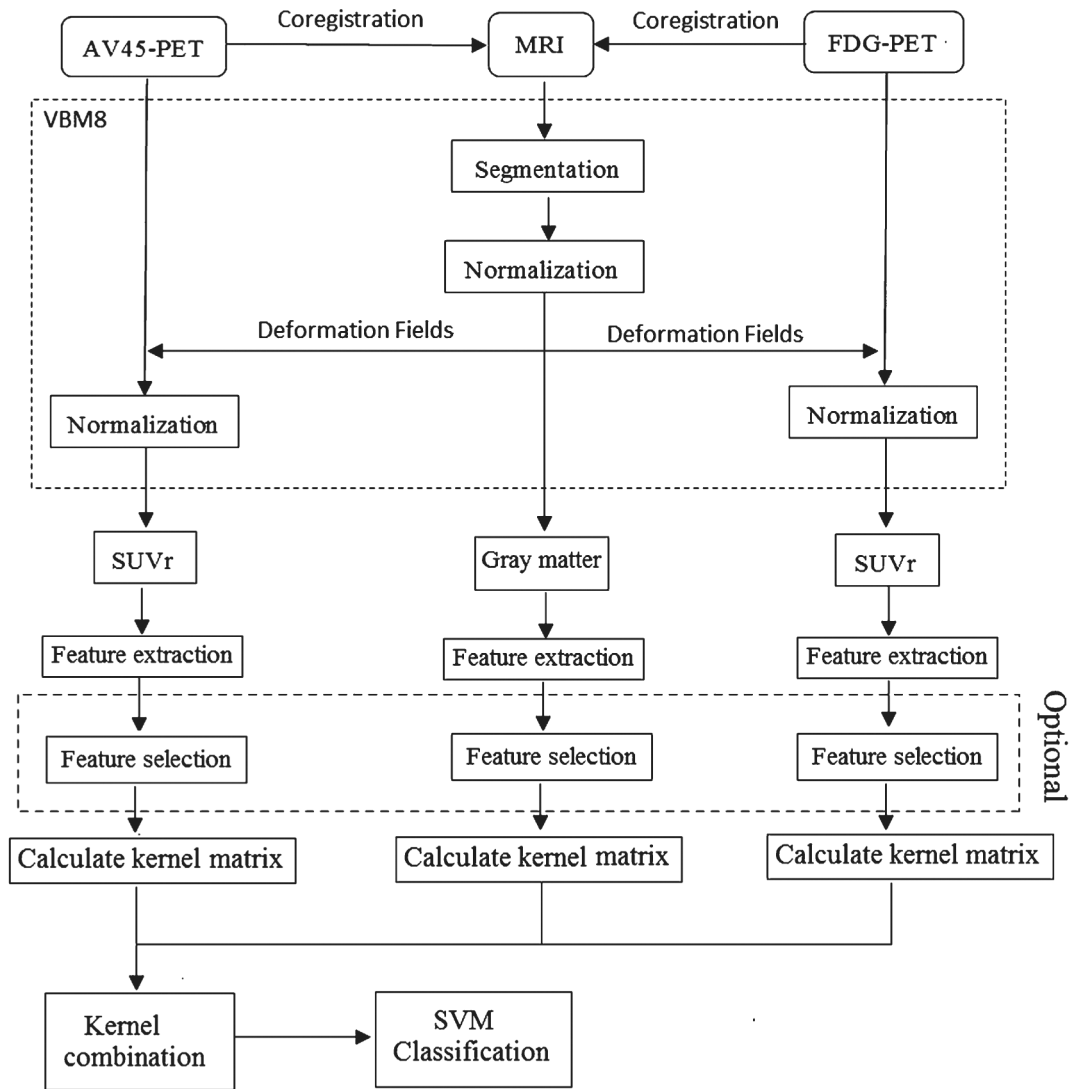 Coregistration
Coregistration
AV45-PET
MRI
FDG-PET
VBM8
Segmentation
Normalization
Deformation Fields
Deformation Fields
Normalization
Normalization
SUVr
Gray matter
SUVr
Feature extraction
Feature extraction
Feature extraction
Optional
Feature selection
Feature selection
Feature selection
Calculate kernel matrix
Calculate kernel matrix
Calculate kernel matrix
Kernel
combination
SVM
Classification